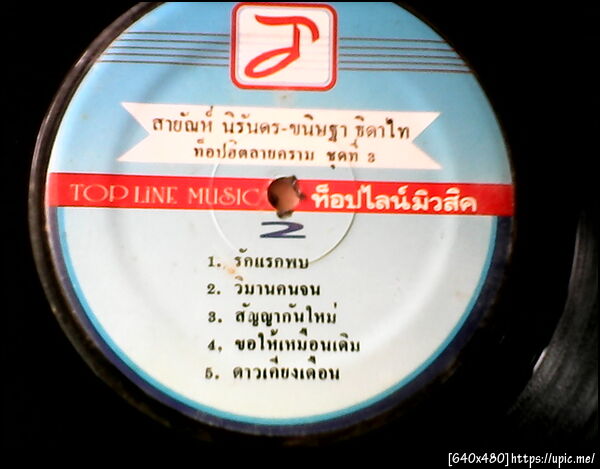 สายัณห์ นิรันดร-ขนิษฐา ธิดาไท
ท็อปฮิตลายคราม ชุดที่ 3
TOP LINE MUSIC ท็อปไลน์มิวสิค
2
1. รักแรกพบ
2. วิมานคนจน
3. สัญญากันใหม่
4. ขอให้เหมือนเดิม
5. ดาวเคียงเดือน
[640x480]https://upic.me/